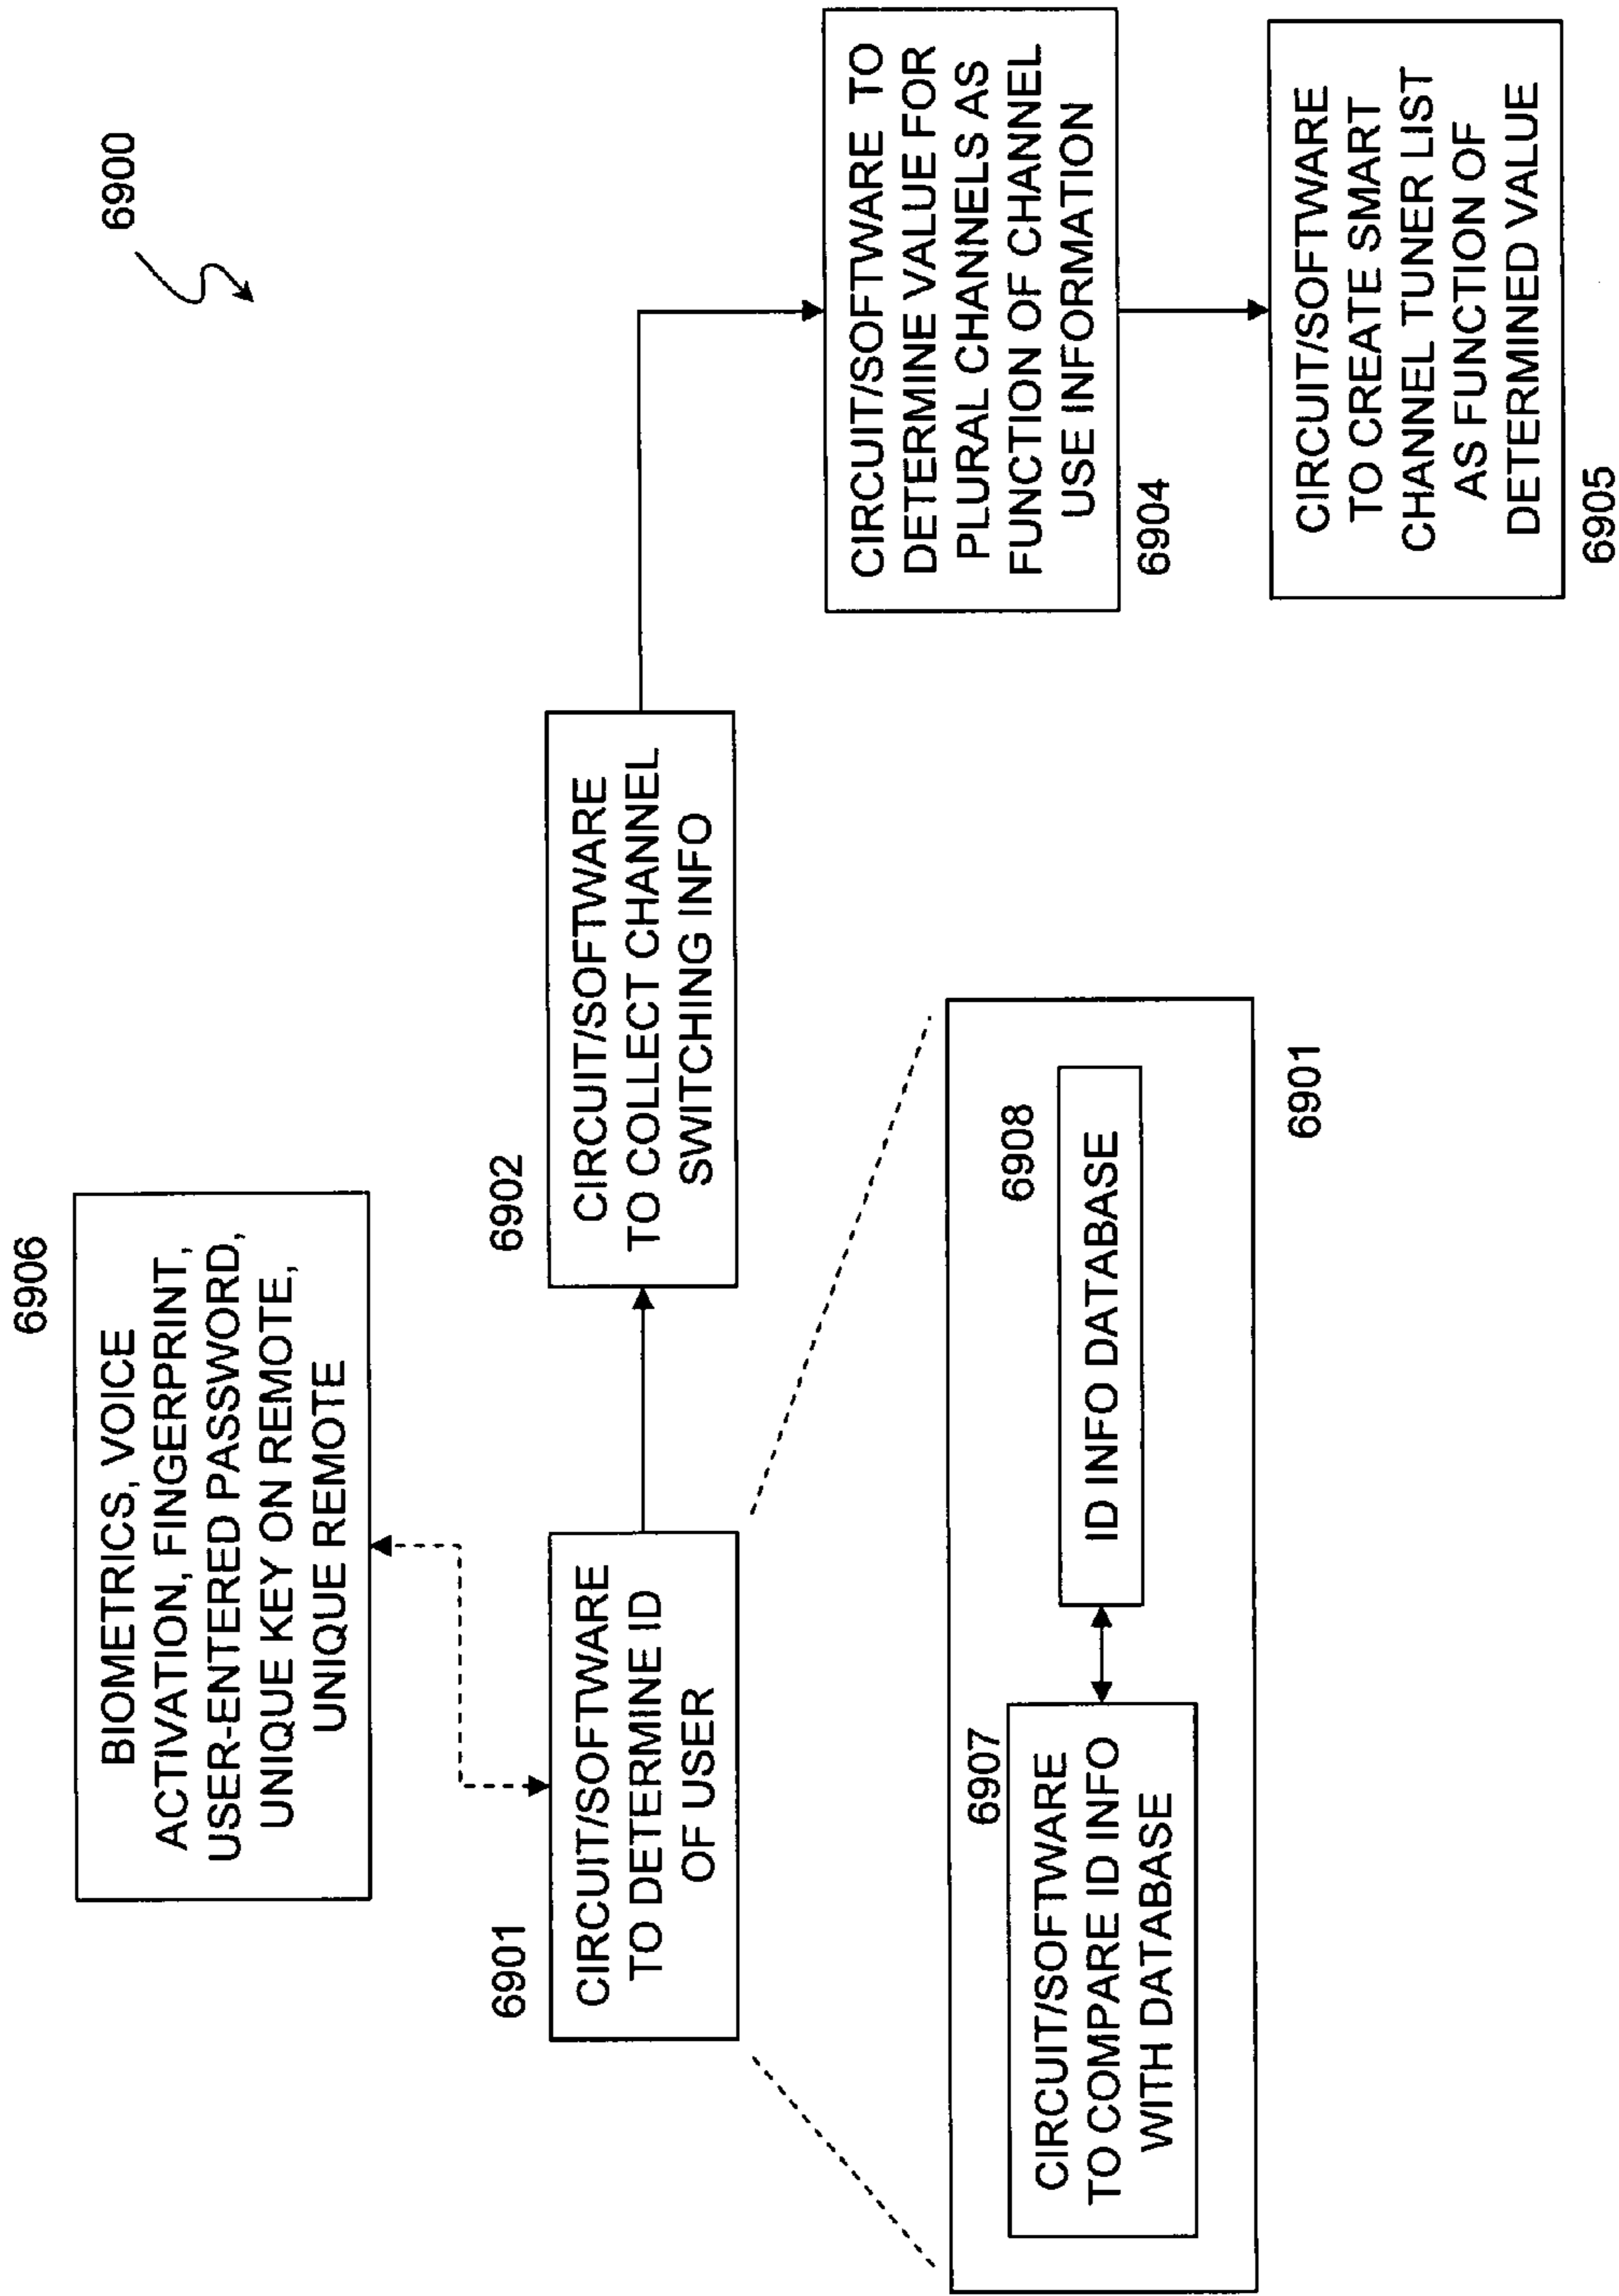 6900
6906
BIOMETRICS, VOICE
ACTIVATION, FINGERPRINT,
USER-ENTERED PASSWORD,
UNIQUE KEY ON REMOTE,
UNIQUE REMOTE
6901
CIRCUIT/SOFTWARE
TO DETERMINE ID
OF USER
6902
CIRCUIT/SOFTWARE
TO COLLECT CHANNEL
SWITCHING INFO
CIRCUIT/SOFTWARE TO
DETERMINE VALUE FOR
PLURAL CHANNELS AS
FUNCTION OF CHANNEL
USE INFORMATION
6904
CIRCUIT/SOFTWARE
TO CREATE SMART
CHANNEL TUNER LIST
AS FUNCTION OF
DETERMINED VALUE
6905
6907
CIRCUIT/SOFTWARE
TO COMPARE ID INFO
WITH DATABASE
6908
ID INFO DATABASE
6901